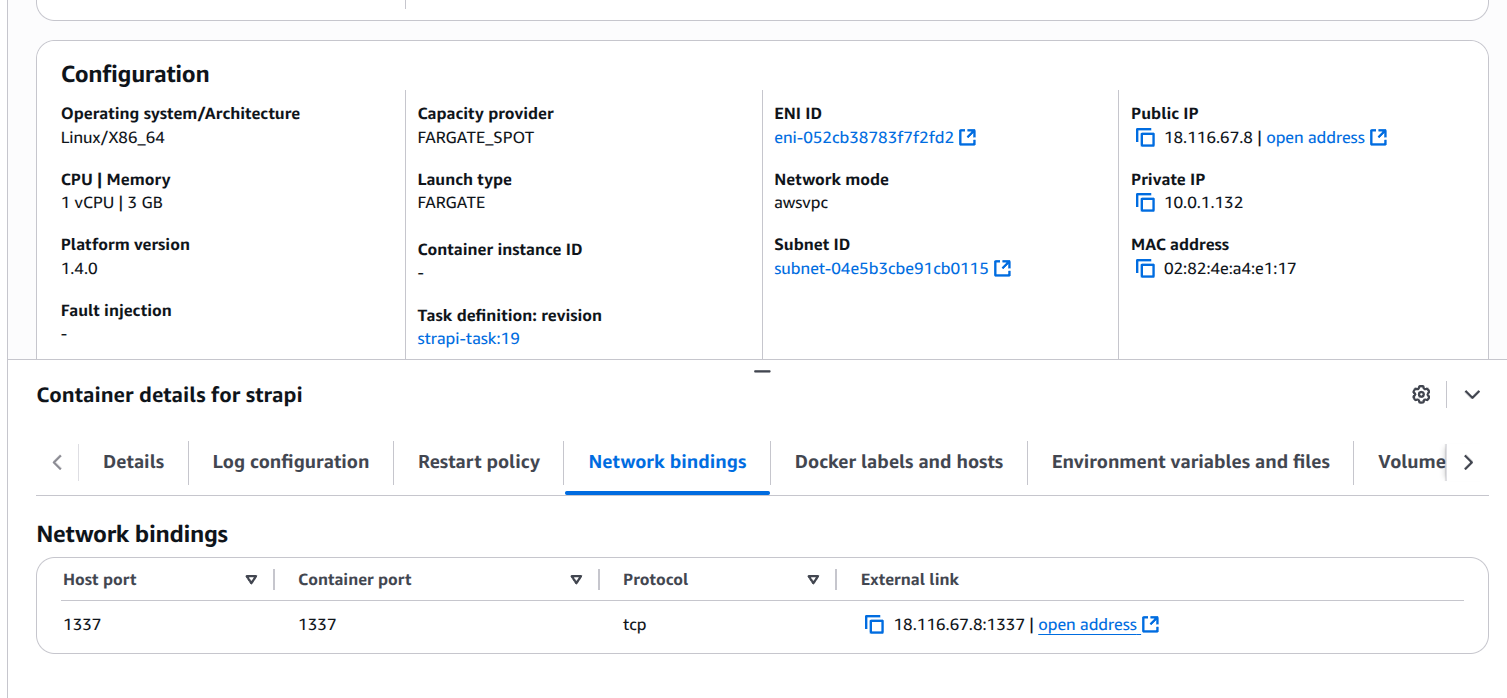 Configuration
Operating system/Architecture
Linux/X86_64
CPU | Memory
1 vCPU | 3 GB
Platform version
1.4.0
Fault injection
-
Capacity provider
FARGATE_SPOT
Launch type
FARGATE
Container instance ID
-
Task definition: revision
strapi-task:19
ENI ID
eni-052cb38783f7f2fd2
Network mode
awsvpc
Subnet ID
subnet-04e5b3cbe91cb0115
Public IP
18.116.67.8 | open address
Private IP
10.0.1.132
MAC address
02:82:4e:a4:e1:17
Container details for strapi
Details Log configuration Restart policy Network bindings Docker labels and hosts Environment variables and files Volume
Network bindings
Host port Container port Protocol External link
1337 1337 tcp 18.116.67.8:1337 | open address